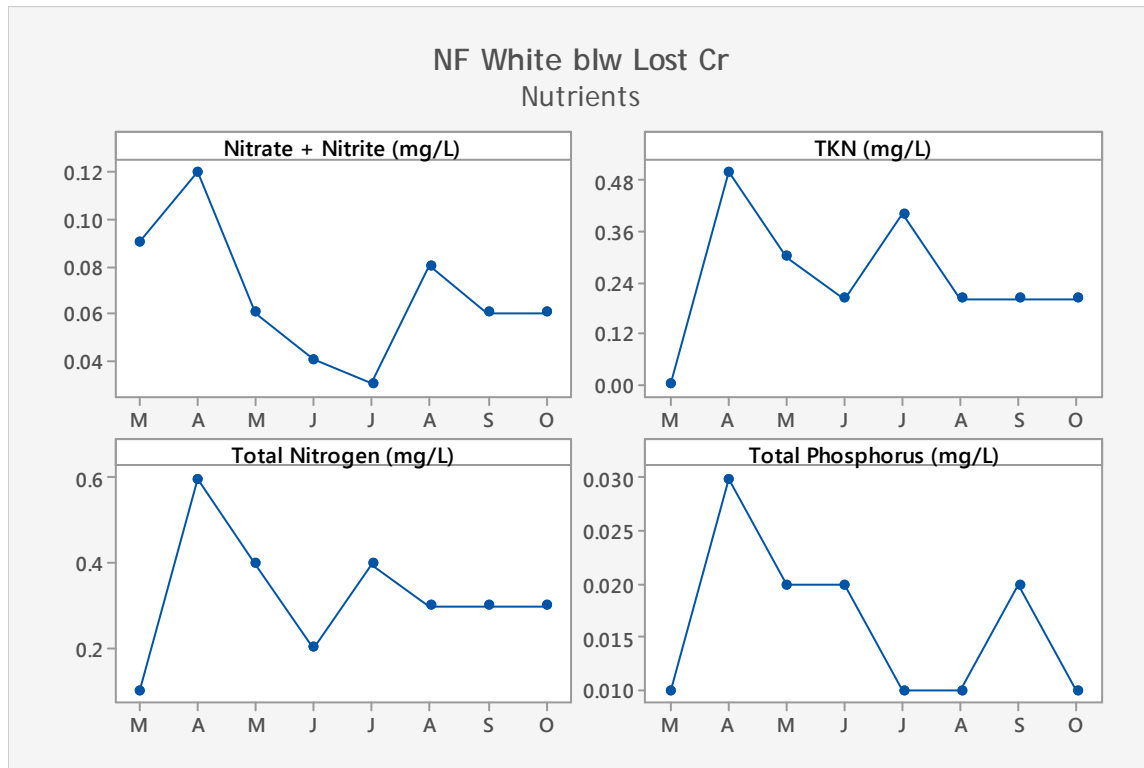 NF White blw Lost Cr
Nutrients
Nitrate + Nitrite (mg/L)
0.12
0.10
0.08
0.06
0.04
M A M J J A S O
TKN (mg/L)
0.48
0.36
0.24
0.12
0.00
M A M J J A S O
Total Nitrogen (mg/L)
0.6
0.4
0.2
M A M J J A S O
Total Phosphorus (mg/L)
0.030
0.025
0.020
0.015
0.010
M A M J J A S O